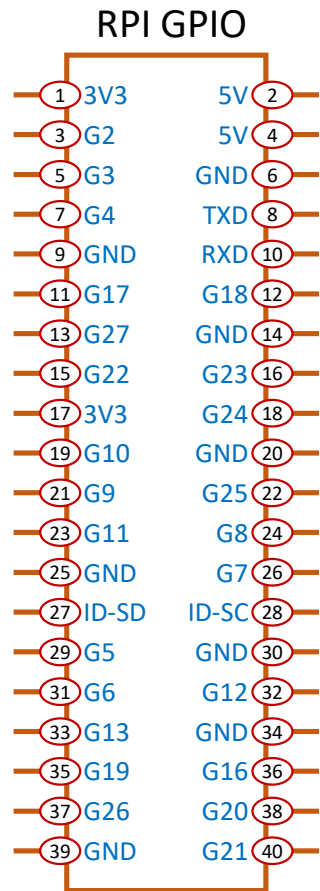 RPI GPIO
1 3V3 5V 2
3 G2 5V 4
5 G3 GND 6
7 G4 TXD 8
9 GND RXD 10
11 G17 G18 12
13 G27 GND 14
15 G22 G23 16
17 3V3 G24 18
19 G10 GND 20
21 G9 G25 22
23 G11 G8 24
25 GND G7 26
27 ID-SD ID-SC 28
29 G5 GND 30
31 G6 G12 32
33 G13 GND 34
35 G19 G16 36
37 G26 G20 38
39 GND G21 40